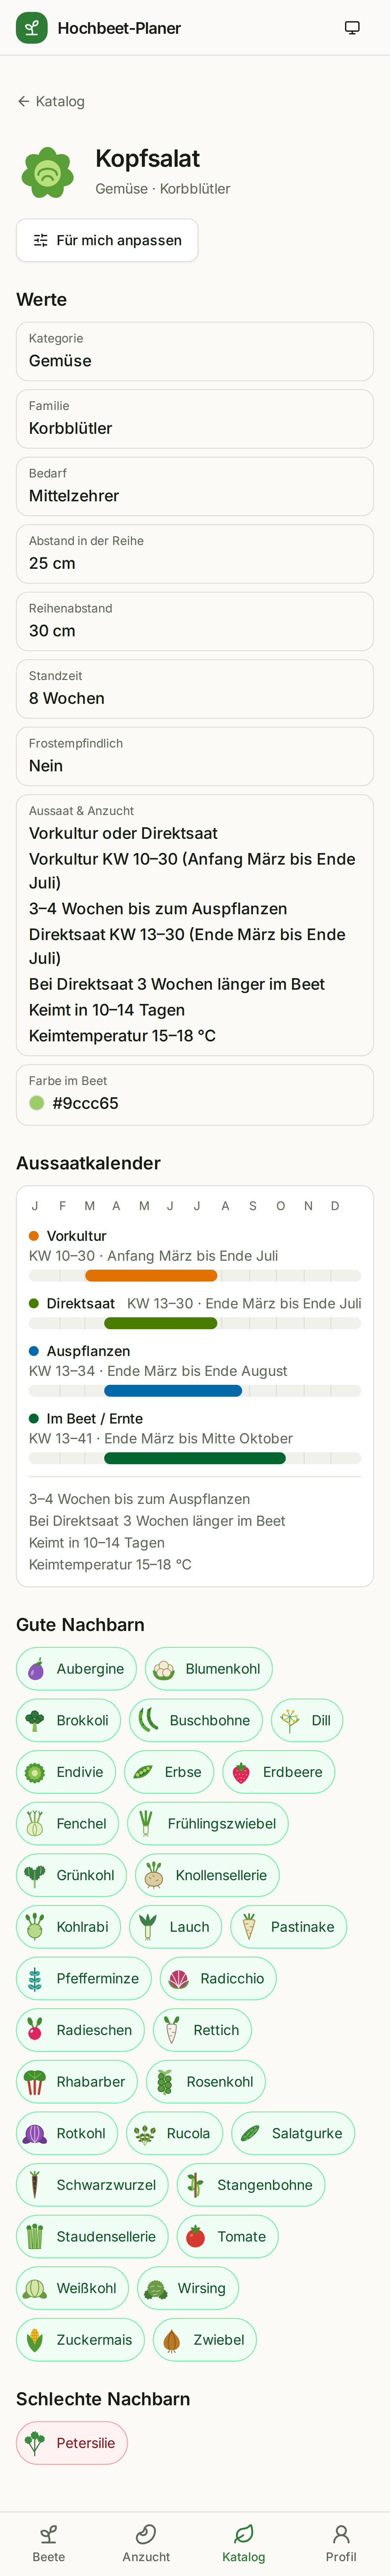 Hochbeet-Planer
Katalog
Kopfsalat
Gemüse · Korbblütler
Für mich anpassen
Werte
Kategorie
Gemüse
Familie
Korbblütler
Bedarf
Mittelzehrer
Abstand in der Reihe
25 cm
Reihenabstand
30 cm
Standzeit
8 Wochen
Frostempfindlich
Nein
Aussaat & Anzucht
Vorkultur oder Direktsaat
Vorkultur KW 10–30 (Anfang März bis Ende
Juli)
3–4 Wochen bis zum Auspflanzen
Direktsaat KW 13–30 (Ende März bis Ende
Juli)
Bei Direktsaat 3 Wochen länger im Beet
Keimt in 10–14 Tagen
Keimtemperatur 15–18 °C
Farbe im Beet
#9ccc65
Aussaatkalender
J F M A M J J A S O N D
Vorkultur
KW 10–30 · Anfang März bis Ende Juli
Direktsaat KW 13–30 · Ende März bis Ende Juli
Auspflanzen
KW 13–34 · Ende März bis Ende August
Im Beet / Ernte
KW 13–41 · Ende März bis Mitte Oktober
3–4 Wochen bis zum Auspflanzen
Bei Direktsaat 3 Wochen länger im Beet
Keimt in 10–14 Tagen
Keimtemperatur 15–18 °C
Gute Nachbarn
Aubergine Blumenkohl
Brokkoli Buschbohne Dill
Endivie Erbse Erdbeere
Fenchel Frühlingszwiebel
Grünkohl Knollensellerie
Kohlrabi Lauch Pastinake
Pfefferminze Radicchio
Radieschen Rettich
Rhabarber Rosenkohl
Rotkohl Rucola Salatgurke
Schwarzwurzel Stangenbohne
Staudensellerie Tomate
Weißkohl Wirsing
Zuckermais Zwiebel
Schlechte Nachbarn
Petersilie
Beete Anzucht Katalog Profil